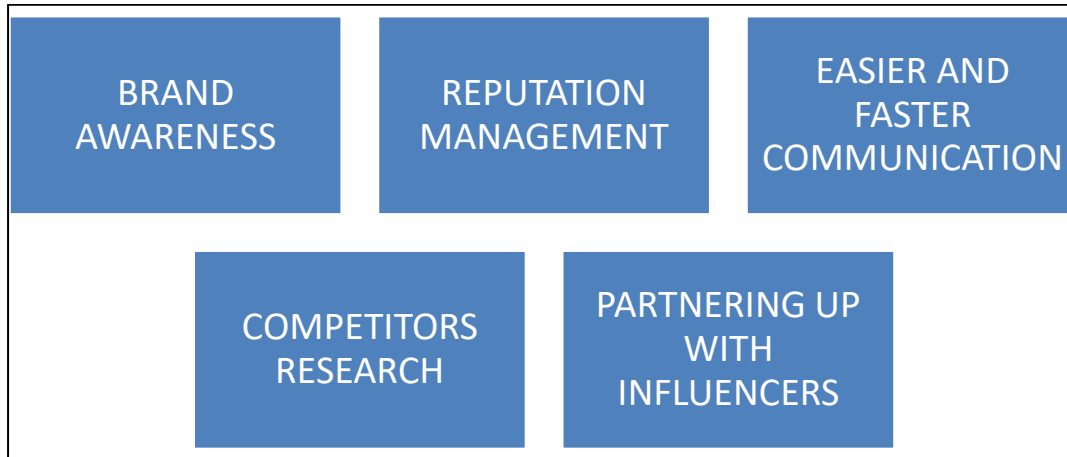 BRAND
AWARENESS
REPUTATION
MANAGEMENT
EASIER AND
FASTER
COMMUNICATION
COMPETITORS
RESEARCH
PARTNERING UP
WITH
INFLUENCERS